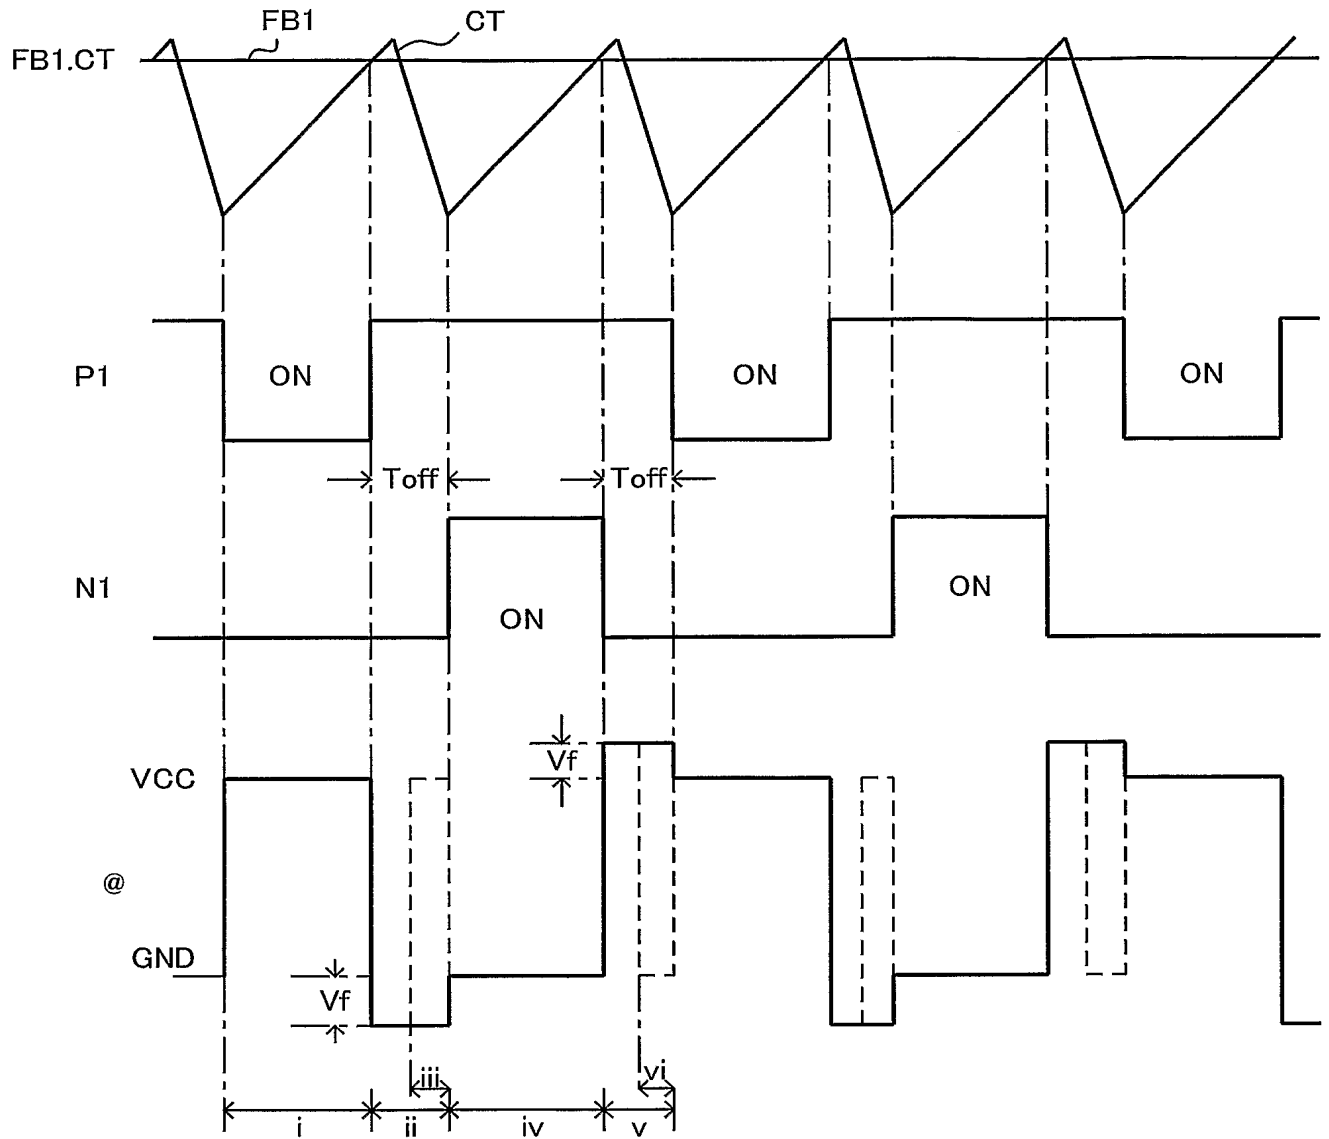 FB1 CT
FB1.CT
P1 ON ON ON
Toff Toff
N1 ON ON
Vf
VCC
@
GND
Vf
iii vi
i ii iv v